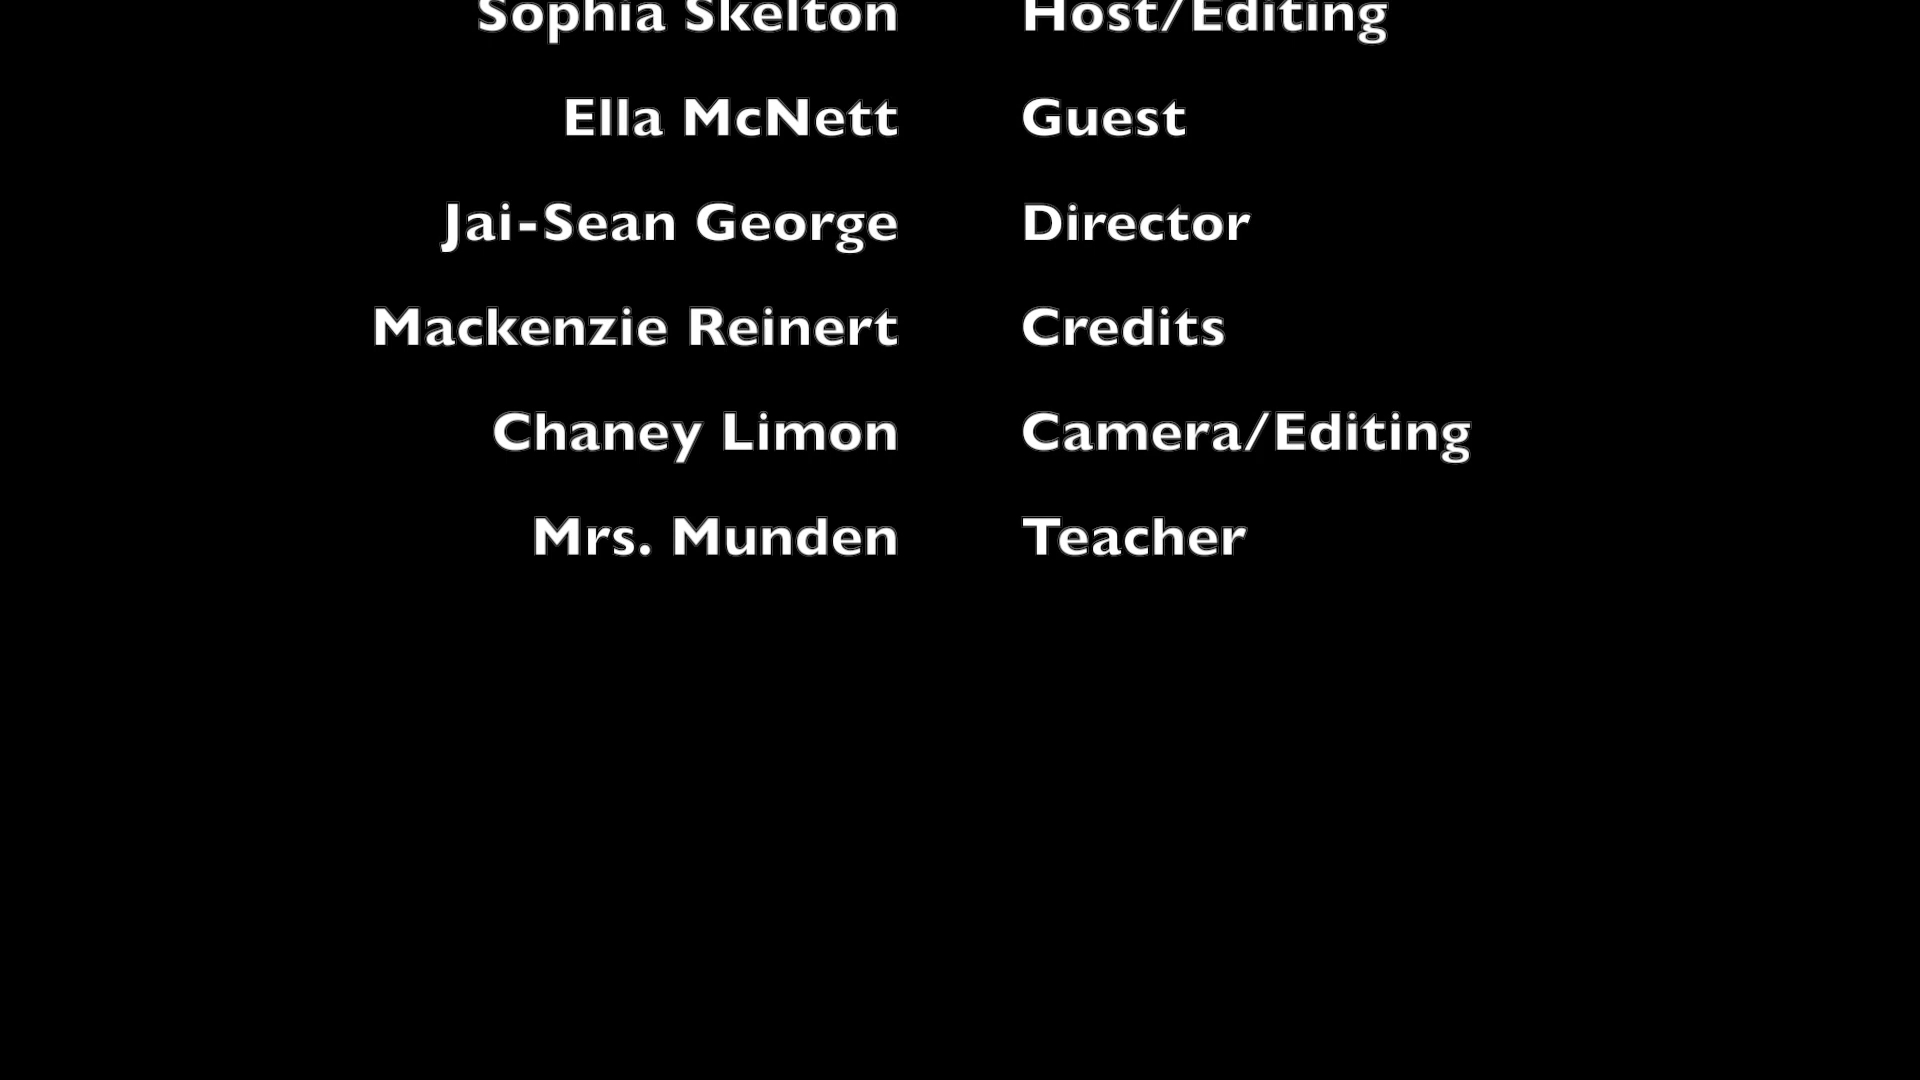 Sophia Skelton Host/Editing
Ella McNett Guest
Jai-Sean George Director
Mackenzie Reinert Credits
Chaney Limon Camera/Editing
Mrs. Munden Teacher